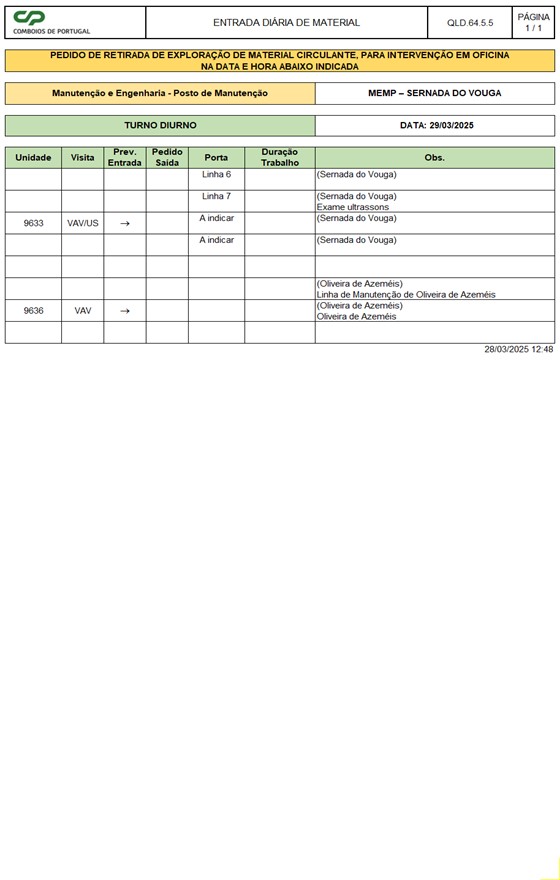 CP
COMBOIOS DE PORTUGAL
ENTRADA DIÁRIA DE MATERIAL
QLD.64.5.5
PÁGINA
1 / 1
PEDIDO DE RETIRADA DE EXPLORAÇÃO DE MATERIAL CIRCULANTE, PARA INTERVENÇÃO EM OFICINA
NA DATA E HORA ABAIXO INDICADA
Manutenção e Engenharia - Posto de Manutenção
MEMP – SERNADA DO VOUGA
TURNO DIURNO
DATA: 29/03/2025
Unidade Visita Prev. Entrada Pedido Saída Porta Duração Trabalho Obs.
Linha 6 (Sernada do Vouga)
Linha 7 (Sernada do Vouga)
Exame ultrassons
9633 VAV/US → A indicar (Sernada do Vouga)
A indicar (Sernada do Vouga)
(Oliveira de Azeméis)
Linha de Manutenção de Oliveira de Azeméis
9636 VAV → (Oliveira de Azeméis)
Oliveira de Azeméis
28/03/2025 12:48